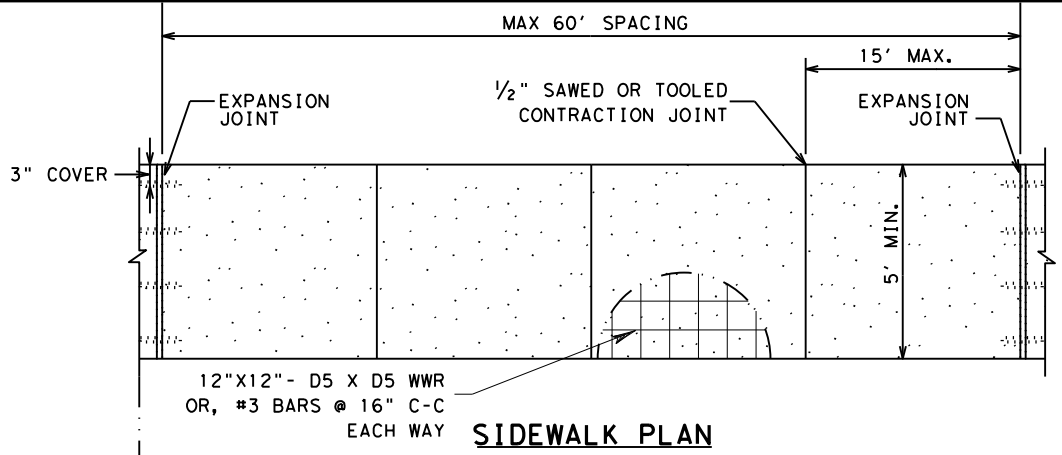 MAX 60' SPACING
15' MAX.
EXPANSION
JOINT
1/2" SAWED OR TOOLED
CONTRACTION JOINT
EXPANSION
JOINT
3" COVER
5' MIN.
12"X12"- D5 X D5 WWR
OR, #3 BARS @ 16" C-C
EACH WAY
SIDEWALK PLAN